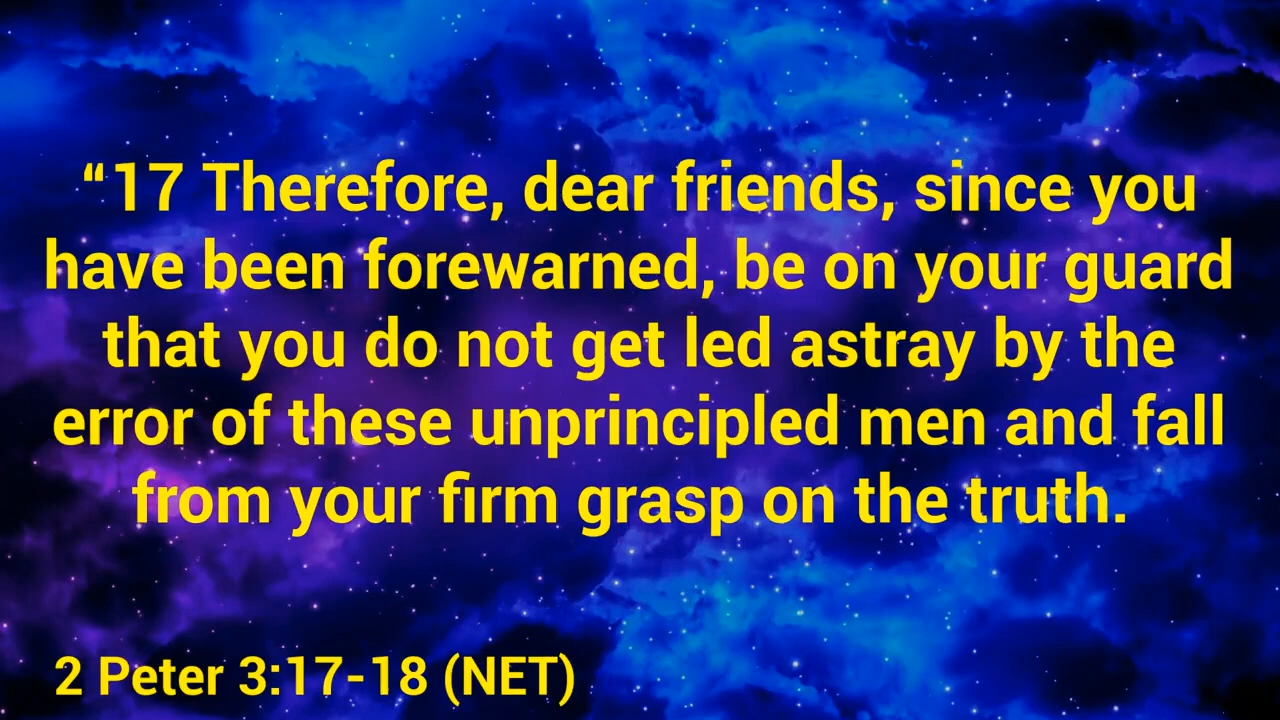 “17 Therefore, dear friends, since you
have been forewarned, be on your guard
that you do not get led astray by the
error of these unprincipled men and fall
from your firm grasp on the truth.
2 Peter 3:17-18 (NET)